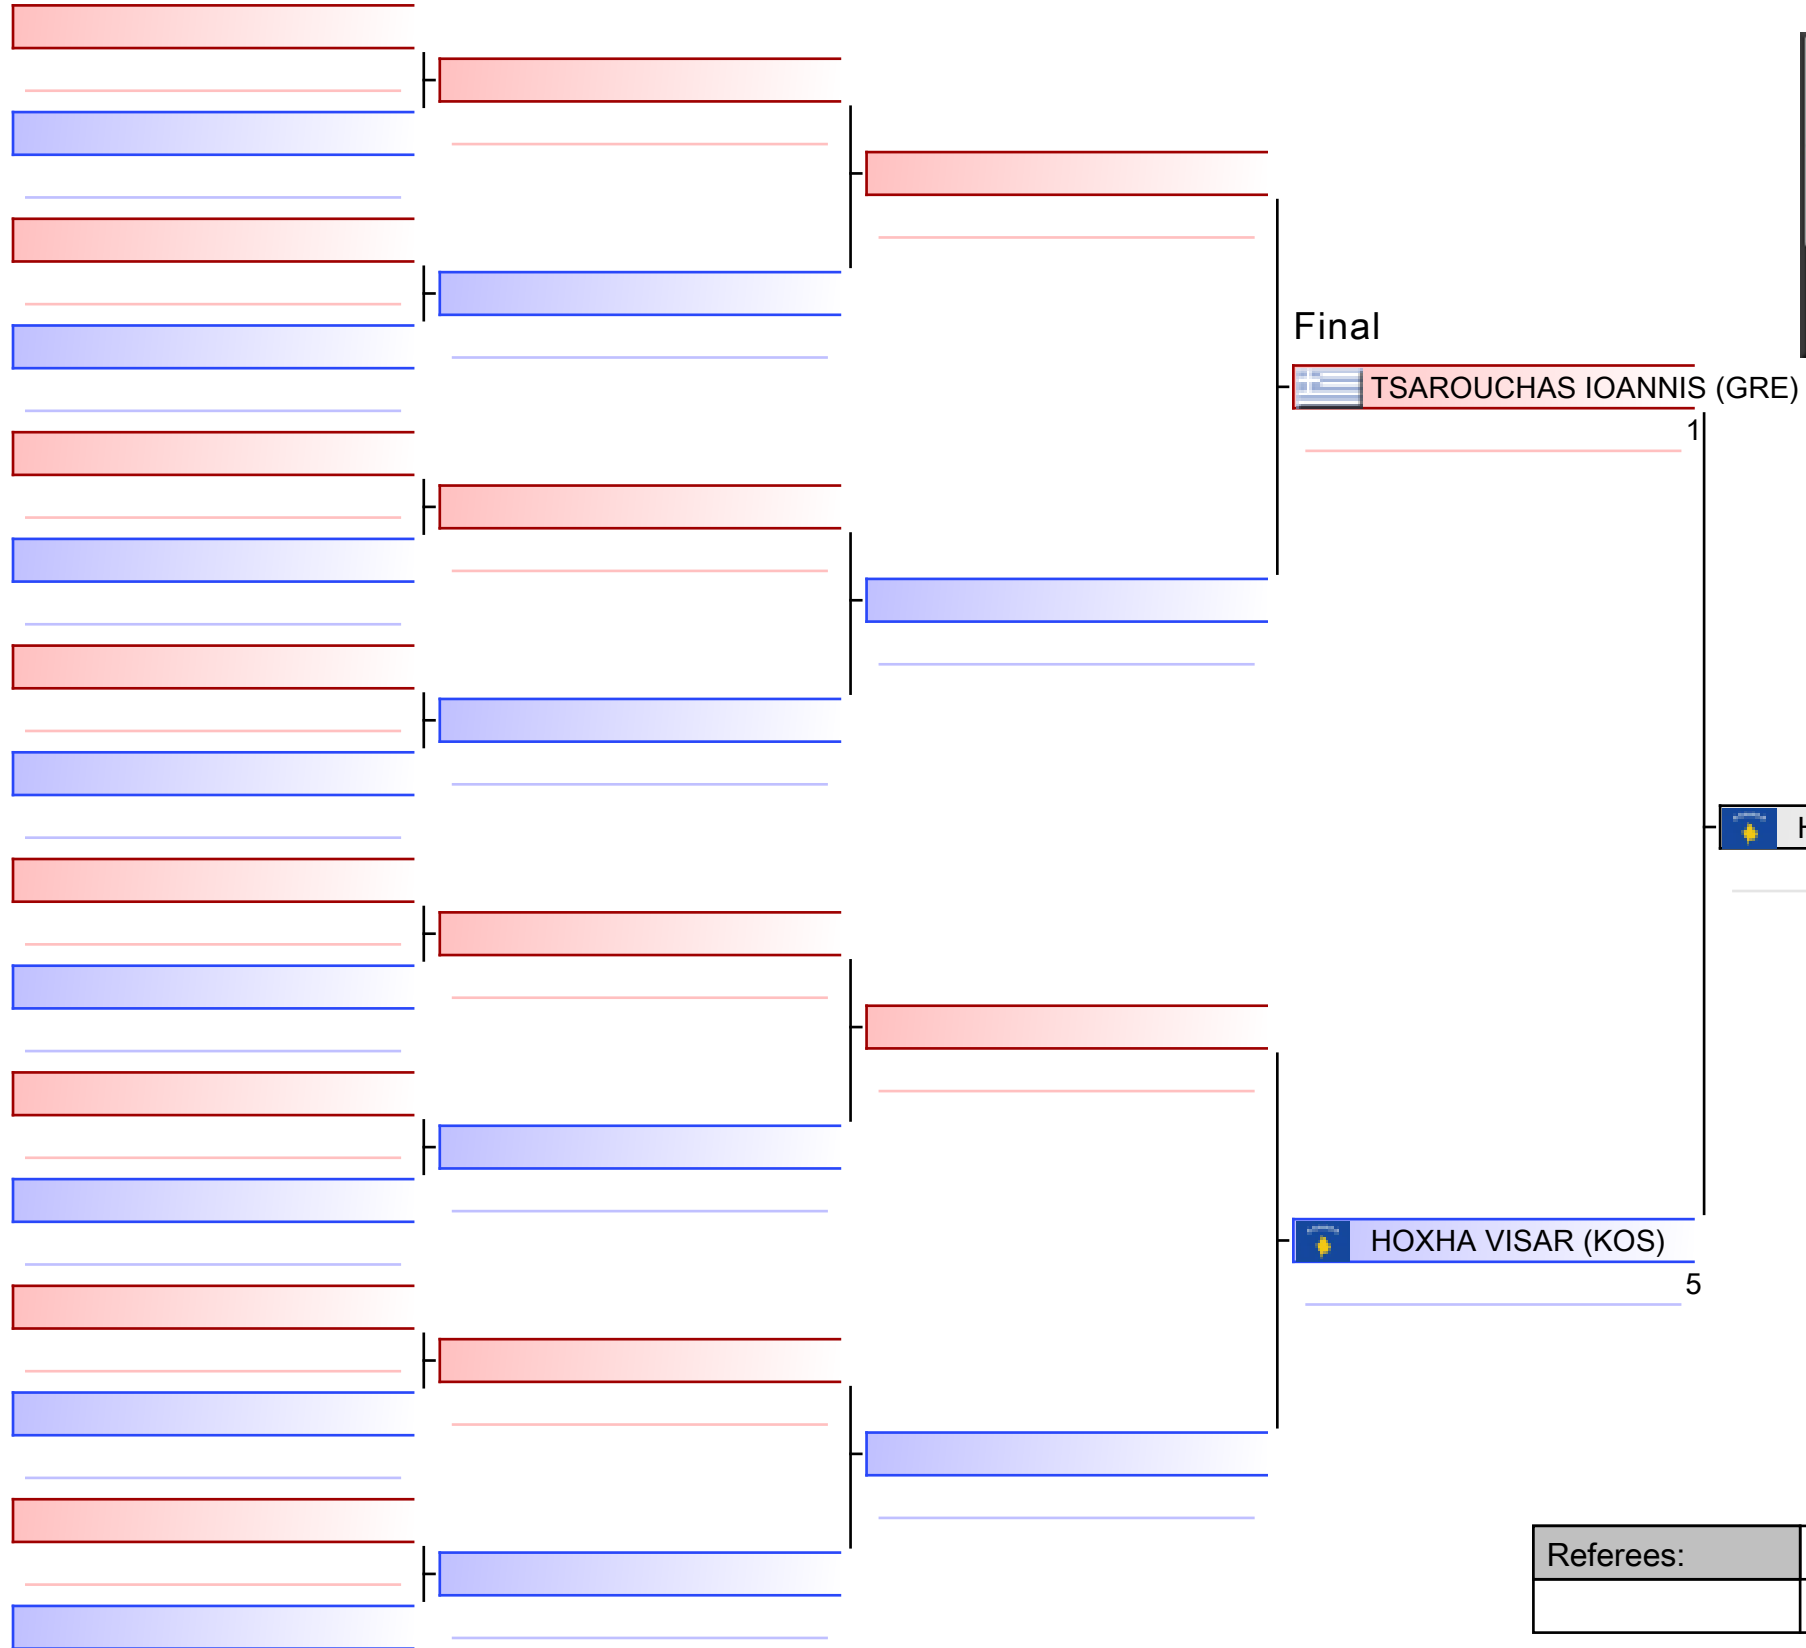 Final
TSAROUCHAS IOANNIS (GRE)
1
HOXHA VISAR (KOS)
5
Referees: